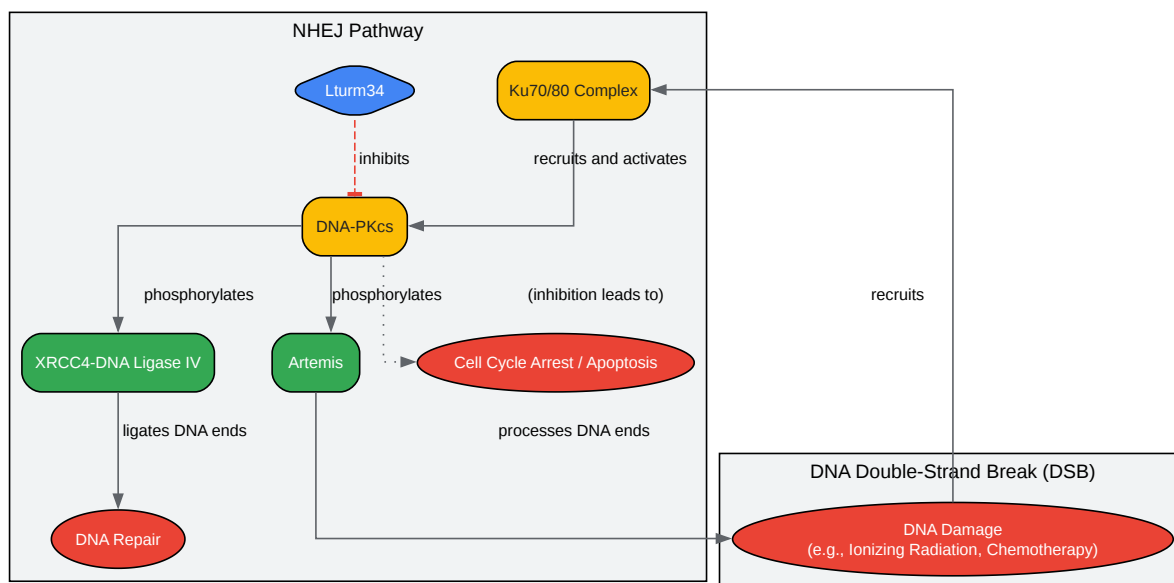 NHEJ Pathway
Lturm34
Ku70/80 Complex
inhibits
recruits and activates
DNA-PKcs
phosphorylates
phosphorylates
(inhibition leads to)
recruits
XRCC4-DNA Ligase IV
Artemis
Cell Cycle Arrest / Apoptosis
ligates DNA ends
processes DNA ends
DNA Double-Strand Break (DSB)
DNA Repair
DNA Damage
(e.g., Ionizing Radiation, Chemotherapy)